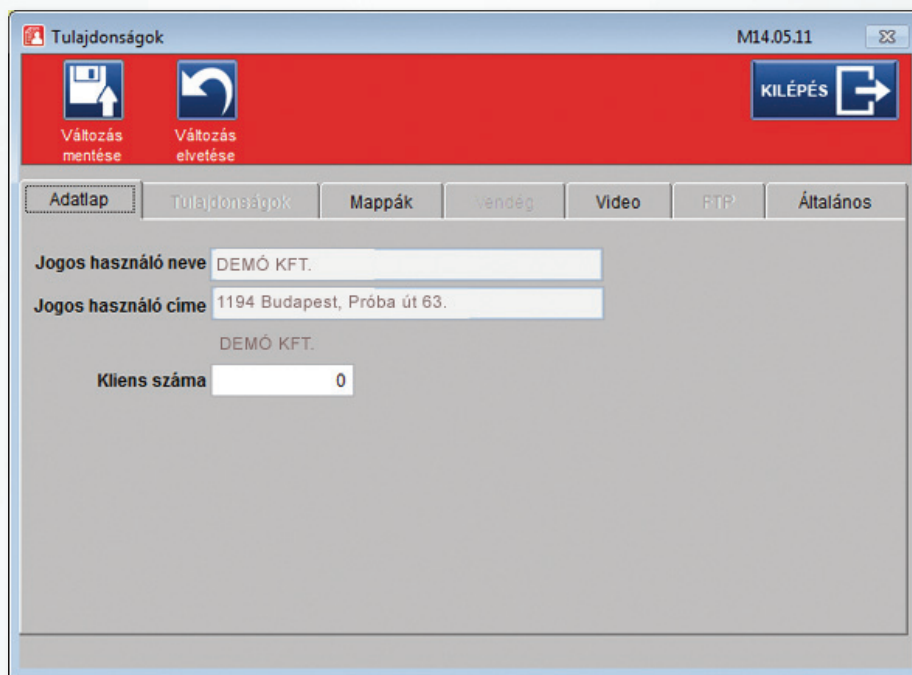 Tulajdonságok M14.05.11
KILÉPÉS
Változás mentése
Változás elvetése
Adatlap Tulajdonságok Mappák Vendég Video FTP Általános
Jogos használó neve DEMÓ KFT.
Jogos használó címe 1194 Budapest, Próba út 63.
DEMÓ KFT.
Kliens száma 0